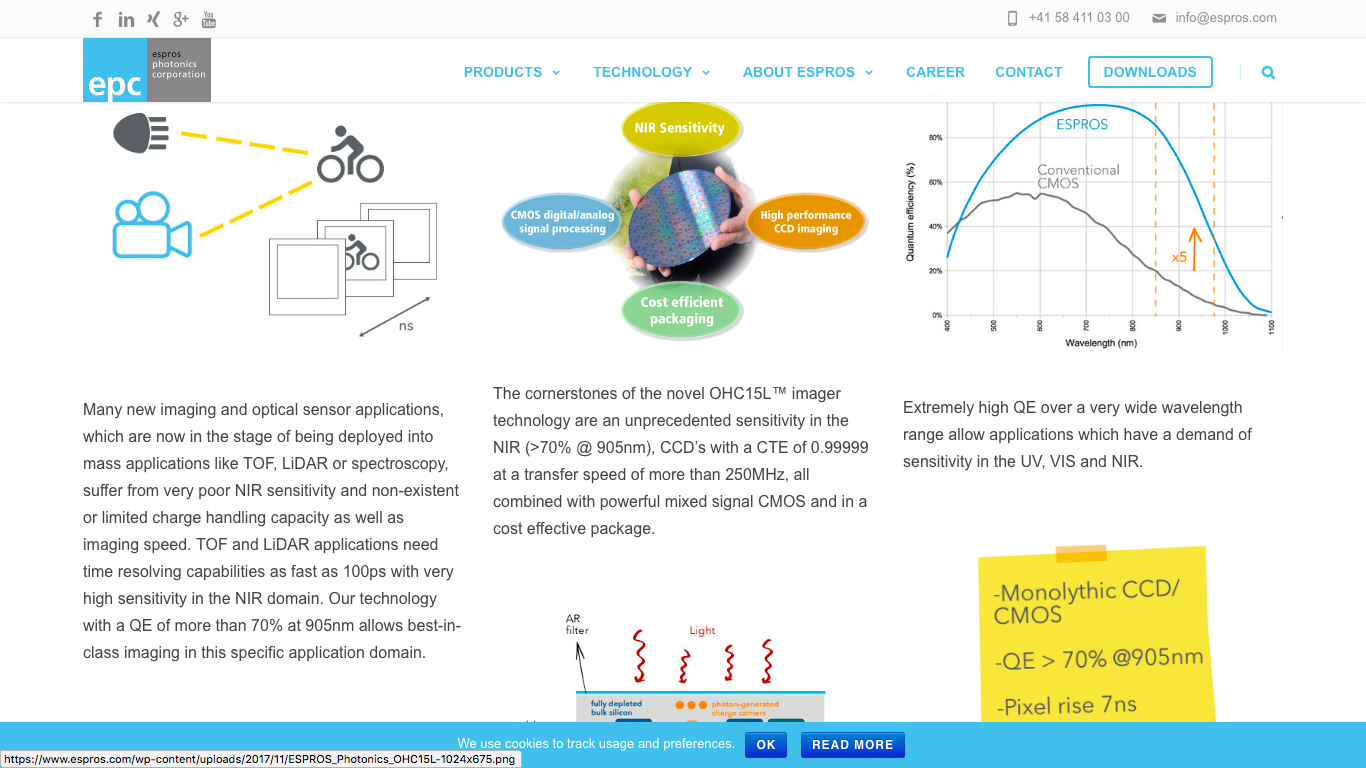 You
Tube
+41 58 411 03 00
info@espros.com
epc
espros
photonics
corporation
PRODUCTS
TECHNOLOGY
ABOUT ESPROS
CAREER
CONTACT
DOWNLOADS
ns
NIR Sensitivity
CMOS digital/analog
signal processing
High performance
CCD imaging
Cost efficient
packaging
ESPROS
Conventional
CMOS
x5
Quantum efficiency (%)
80%
60%
40%
20%
0%
400
500
600
700
800
900
1000
1100
Wavelength (nm)
Many new imaging and optical sensor applications,
which are now in the stage of being deployed into
mass applications like TOF, LiDAR or spectroscopy,
suffer from very poor NIR sensitivity and non-existent
or limited charge handling capacity as well as
imaging speed. TOF and LiDAR applications need
time resolving capabilities as fast as 100ps with very
high sensitivity in the NIR domain. Our technology
with a QE of more than 70% at 905nm allows best-in-
class imaging in this specific application domain.
The cornerstones of the novel OHC15L™ imager
technology are an unprecedented sensitivity in the
NIR (>70% @ 905nm), CCD's with a CTE of 0.99999
at a transfer speed of more than 250MHz, all
combined with powerful mixed signal CMOS and in a
cost effective package.
AR
filter
Light
fully depleted
bulk silicon
photon-generated
charge carriers
Extremely high QE over a very wide wavelength
range allow applications which have a demand of
sensitivity in the UV, VIS and NIR.
-Monolythic CCD/
CMOS
-QE > 70% @905nm
-Pixel rise 7ns
We use cookies to track usage and preferences.
OK
READ MORE
https://www.espros.com/wp-content/uploads/2017/11/ESPROS_Photonics_OHC15L-1024x675.png